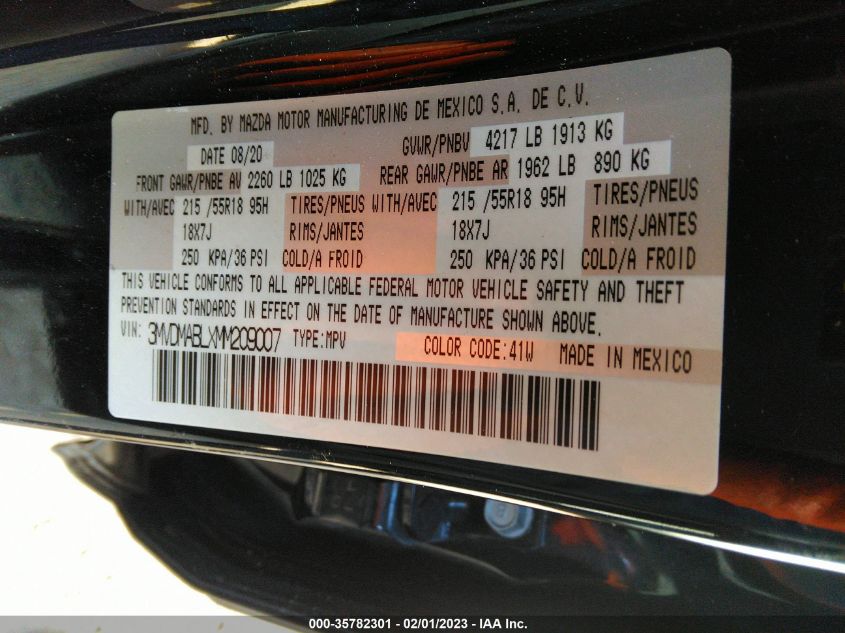 MFD. BY MAZDA MOTOR MANUFACTURING DE MEXICO S.A. DE C.V.
DATE 08/20 GVWR/PNBV 4217 LB 1913 KG
FRONT GAWR/PNBE AV 2260 LB 1025 KG REAR GAWR/PNBE AR 1962 LB 890 KG
WITH/AVEC 215 /55R18 95H TIRES/PNEUS WITH/AVEC 215 /55R18 95H TIRES/PNEUS
18X7J RIMS/JANTES 18X7J RIMS/JANTES
250 KPA/36 PSI COLD/A FROID 250 KPA/36 PSI COLD/A FROID
THIS VEHICLE CONFORMS TO ALL APPLICABLE FEDERAL MOTOR VEHICLE SAFETY AND THEFT
PREVENTION STANDARDS IN EFFECT ON THE DATE OF MANUFACTURE SHOWN ABOVE.
VIN: 3MVDMABLXMM209007 TYPE:MPV COLOR CODE:41W MADE IN MEXICO
000-35782301 - 02/01/2023 - IAA Inc.